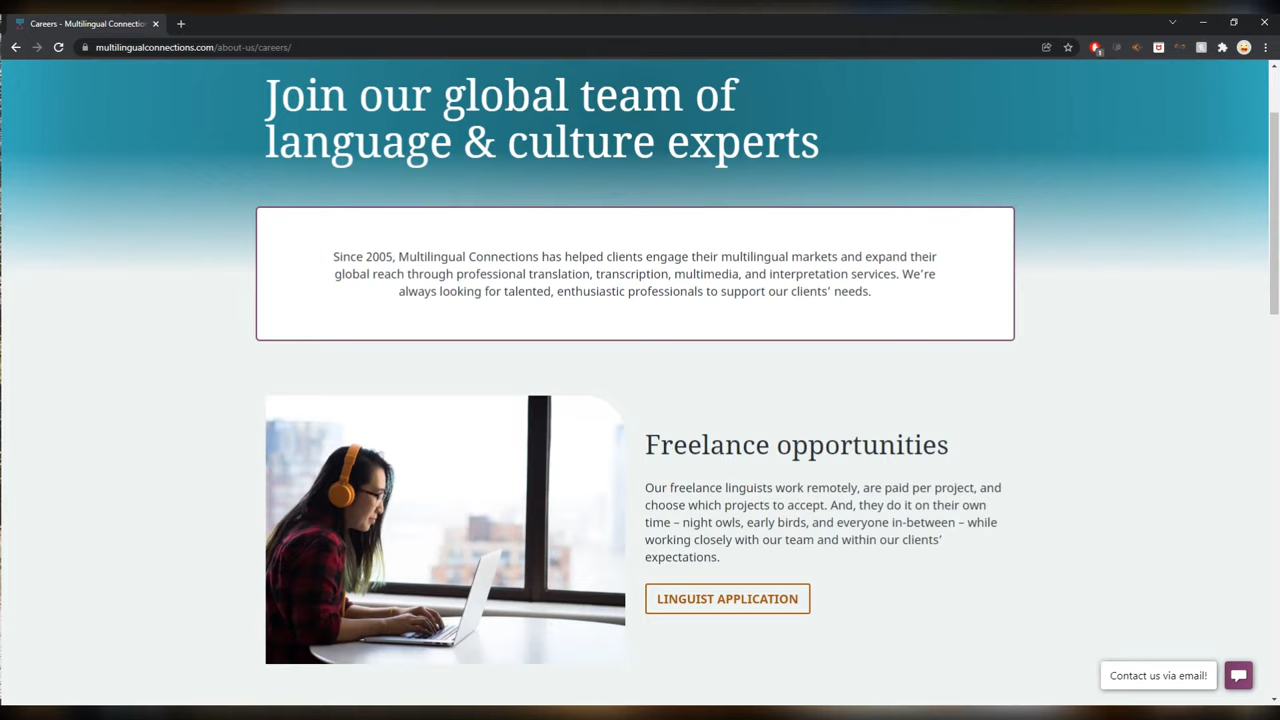 Careers - Multilingual Connectio
multilingualconnections.com/about-us/careers/
Join our global team of
language & culture experts
Since 2005, Multilingual Connections has helped clients engage their multilingual markets and expand their
global reach through professional translation, transcription, multimedia, and interpretation services. We're
always looking for talented, enthusiastic professionals to support our clients' needs.
Freelance opportunities
Our freelance linguists work remotely, are paid per project, and
choose which projects to accept. And, they do it on their own
time – night owls, early birds, and everyone in-between – while
working closely with our team and within our clients'
expectations.
LINGUIST APPLICATION
Contact us via email!